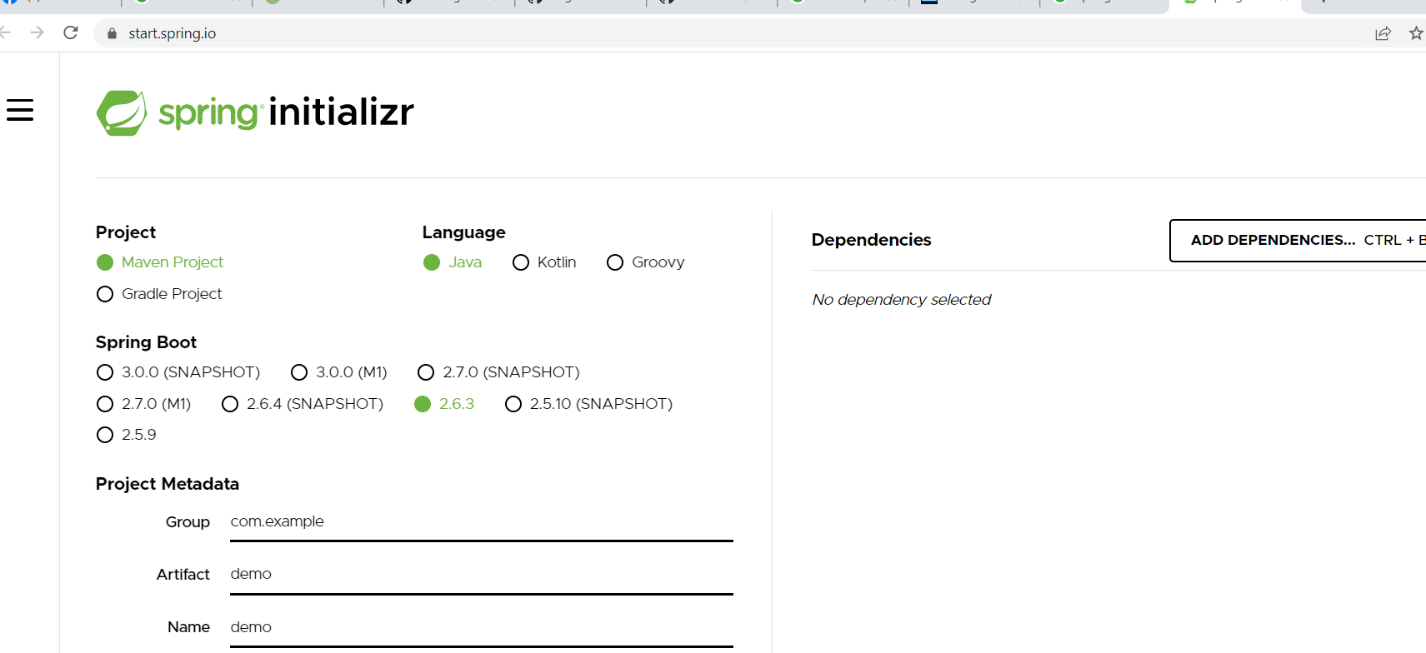 start.spring.io
spring initializr
Project
Maven Project
Gradle Project
Language
Java Kotlin Groovy
Spring Boot
3.0.0 (SNAPSHOT) 3.0.0 (M1) 2.7.0 (SNAPSHOT)
2.7.0 (M1) 2.6.4 (SNAPSHOT) 2.6.3 2.5.10 (SNAPSHOT)
2.5.9
Project Metadata
Group com.example
Artifact demo
Name demo
Dependencies
ADD DEPENDENCIES... CTRL + B
No dependency selected